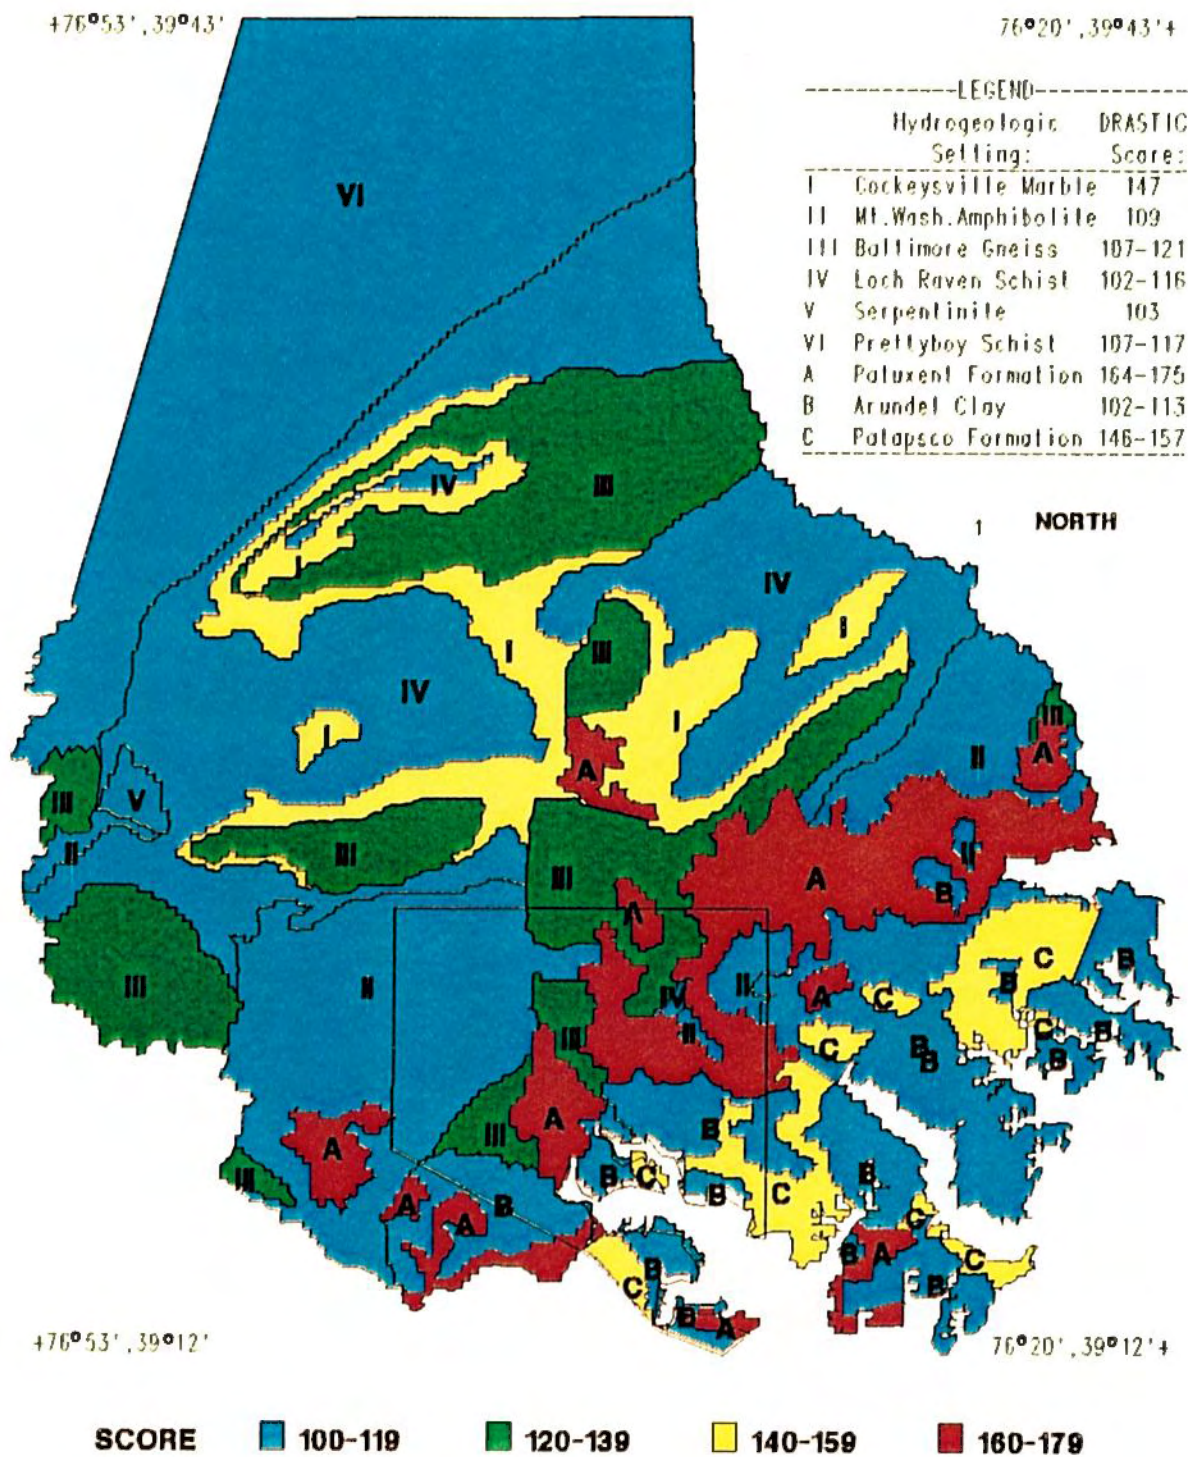 +76°53',39°43'
76°20',39°43'+
LEGEND
Hydrogeologic DRASTIC
Setting: Score:
I Cockeysville Marble 147
II Mt.Wash.Amphibolite 109
III Baltimore Gneiss 107-121
IV Loch Raven Schist 102-116
V Serpentinite 103
VI Prettyboy Schist 107-117
A Patuxent Formation 164-175
B Arundel Clay 102-113
C Patapsco Formation 146-157
1 NORTH
VI
III
IV
I
IV
I
I
III
IV
I
I
III
A
II
A
III
V
II
III
III
A
II
B
A
III
II
IV
II
II
A
C
C
B
B
B
C
B
B
C
B
B
III
A
III
A
III
A
A
B
B
C
B
B
C
B
C
B
A
C
B
B
C
B
A
+76°53',39°12'
76°20',39°12'+
SCORE 100-119 120-139 140-159 160-179